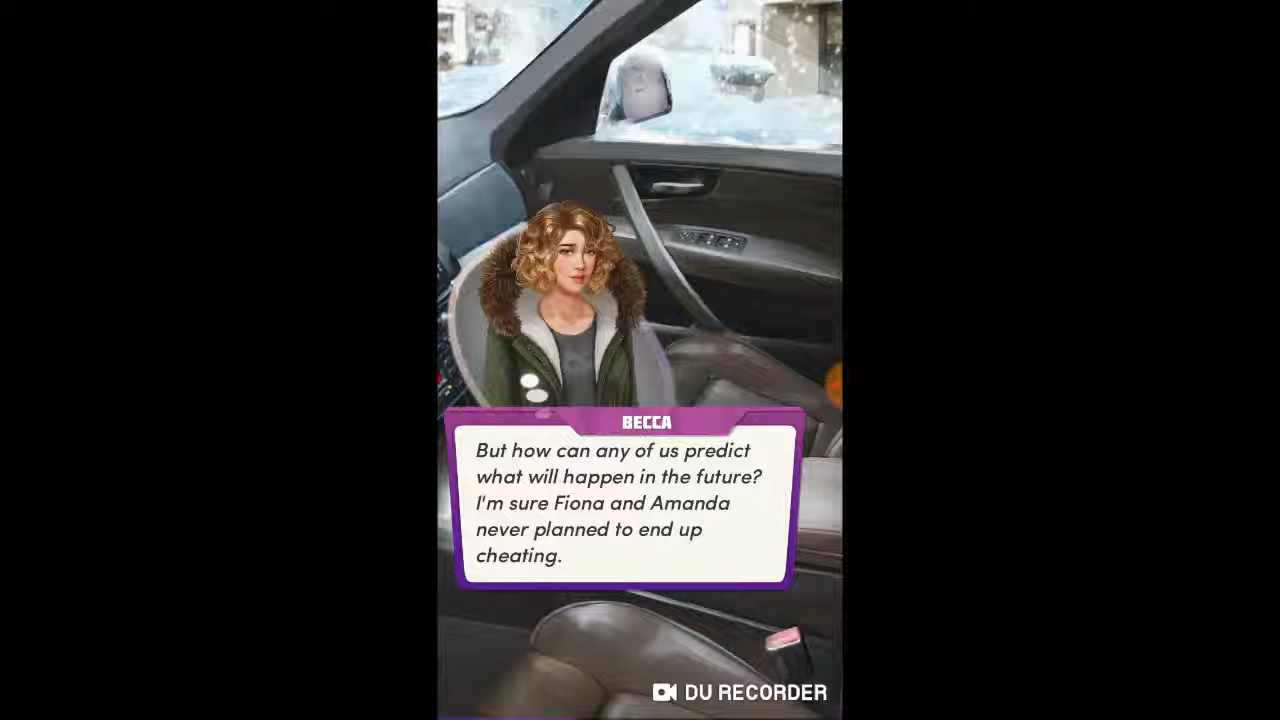 BECCA
But how can any of us predict
what will happen in the future?
I'm sure Fiona and Amanda
never planned to end up
cheating.
DU RECORDER